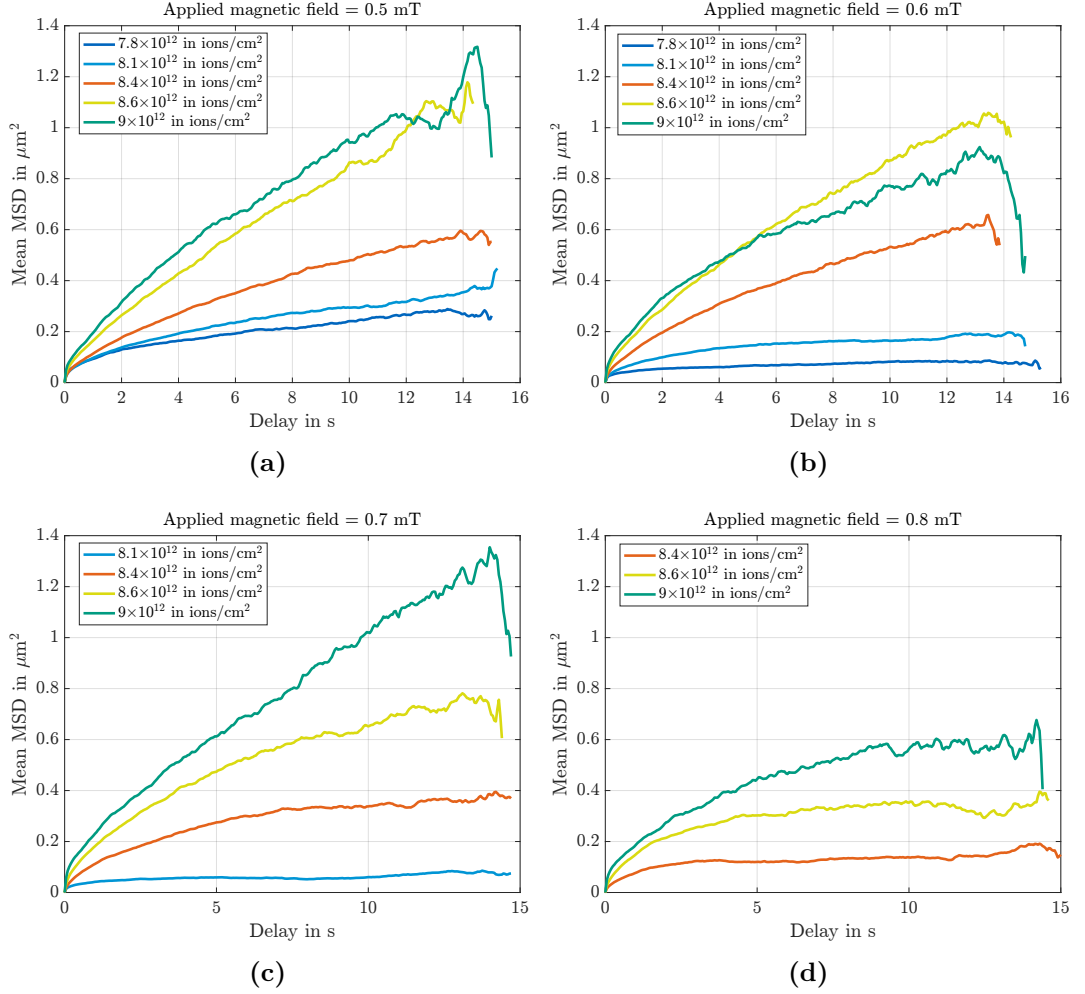 Applied magnetic field = 0.5 mT
1.4
1.2
1
0.8
0.6
0.4
0.2
0
Mean MSD in μm²
7.8×10¹² in ions/cm²
8.1×10¹² in ions/cm²
8.4×10¹² in ions/cm²
8.6×10¹² in ions/cm²
9×10¹² in ions/cm²
0 2 4 6 8 10 12 14 16
Delay in s
(a)
Applied magnetic field = 0.6 mT
1.4
1.2
1
0.8
0.6
0.4
0.2
0
Mean MSD in μm²
7.8×10¹² in ions/cm²
8.1×10¹² in ions/cm²
8.4×10¹² in ions/cm²
8.6×10¹² in ions/cm²
9×10¹² in ions/cm²
0 2 4 6 8 10 12 14 16
Delay in s
(b)
Applied magnetic field = 0.7 mT
1.4
1.2
1
0.8
0.6
0.4
0.2
0
Mean MSD in μm²
8.1×10¹² in ions/cm²
8.4×10¹² in ions/cm²
8.6×10¹² in ions/cm²
9×10¹² in ions/cm²
0 5 10 15
Delay in s
(c)
Applied magnetic field = 0.8 mT
1.4
1.2
1
0.8
0.6
0.4
0.2
0
Mean MSD in μm²
8.4×10¹² in ions/cm²
8.6×10¹² in ions/cm²
9×10¹² in ions/cm²
0 5 10 15
Delay in s
(d)